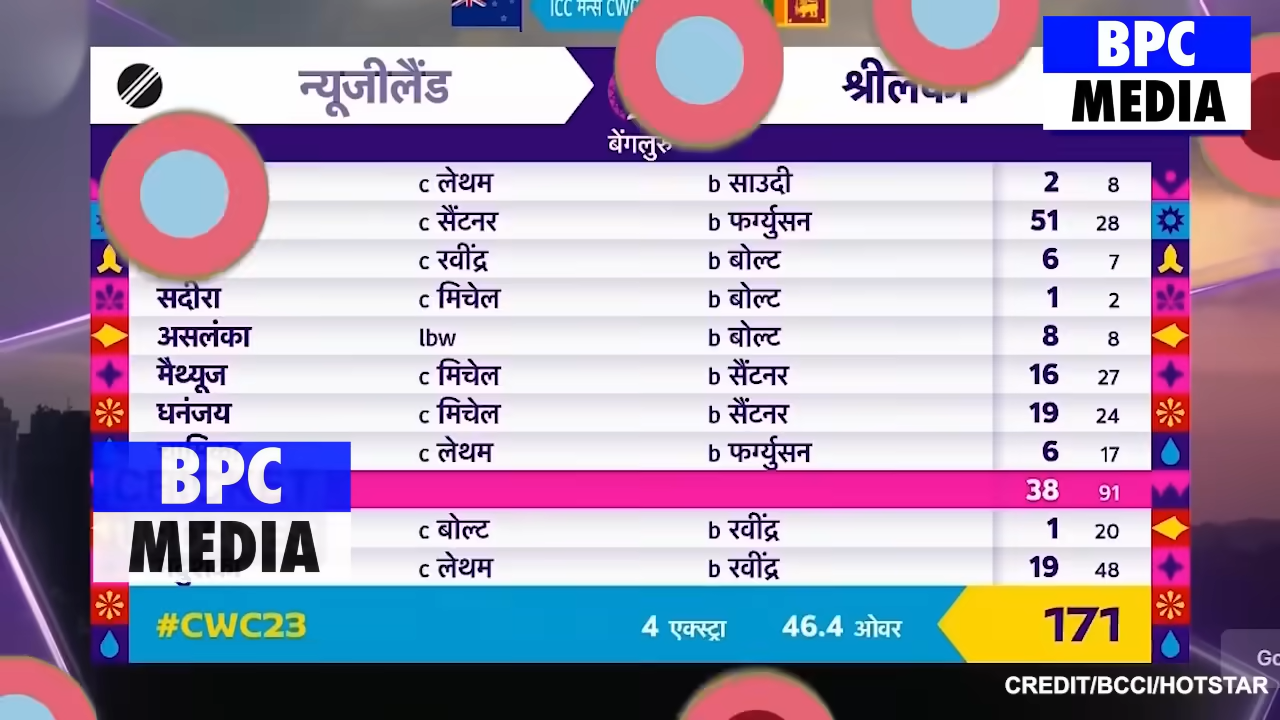 ICC मेन्स CWC
BPC
MEDIA
न्यूजीलैंड
बेंगलुरु
c लेथम b साउदी 2 8
c सैंटनर b फर्ग्युसन 51 28
c रवींद्र b बोल्ट 6 7
सदीरा c मिचेल b बोल्ट 1 2
असलंका lbw b बोल्ट 8 8
मैथ्यूज c मिचेल b सैंटनर 16 27
धनंजय c मिचेल b सैंटनर 19 24
c लेथम b फर्ग्युसन 6 17
BPC
38 91
MEDIA
c बोल्ट b रवींद्र 1 20
c लेथम b रवींद्र 19 48
#CWC23 4 एक्स्ट्रा 46.4 ओवर 171
CREDIT/BCCI/HOTSTAR